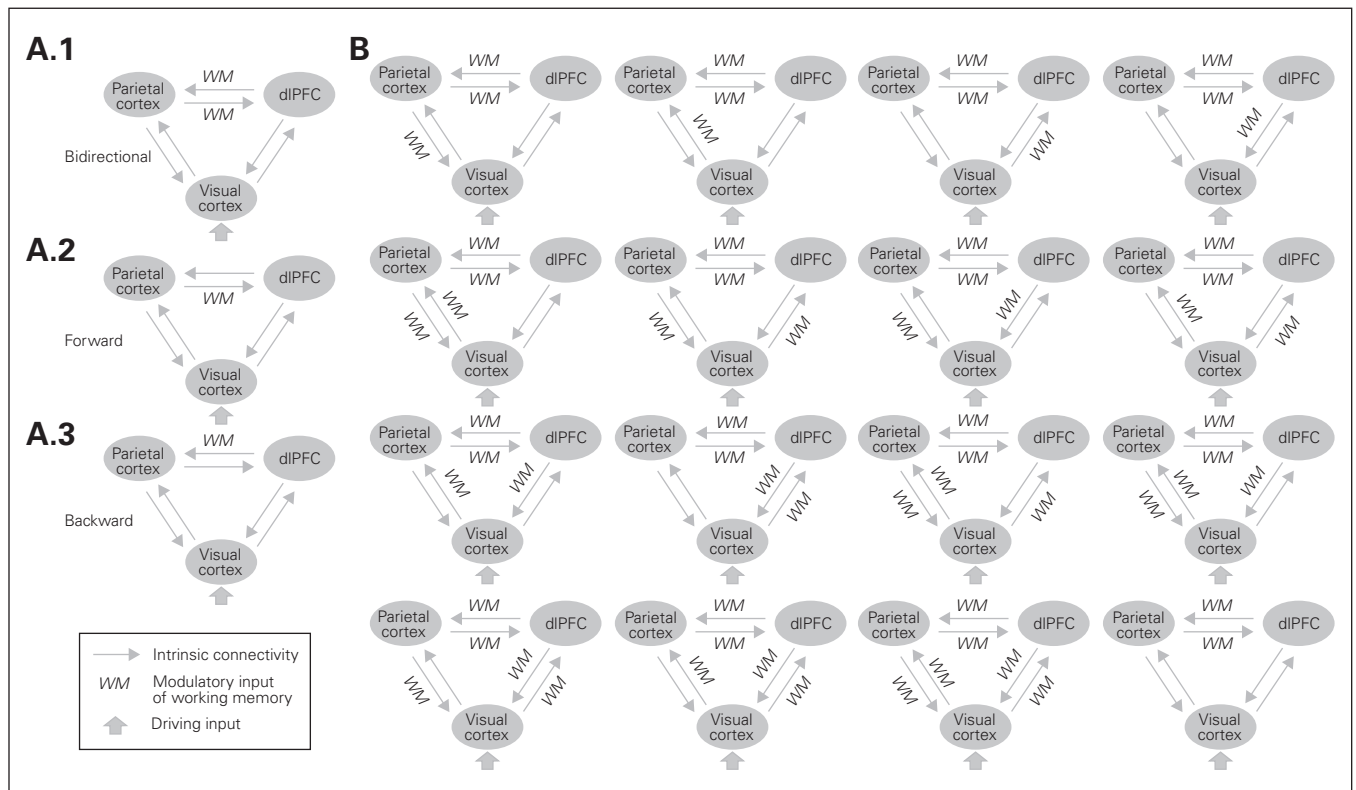 A.1
WM
Parietal
cortex
dlPFC
WM
Bidirectional
Visual
cortex
A.2
Parietal
cortex
dlPFC
WM
Forward
Visual
cortex
A.3
WM
Parietal
cortex
dlPFC
Backward
Visual
cortex
Intrinsic connectivity
WM Modulatory input
of working memory
Driving input
B
WM
Parietal
cortex
dlPFC
WM
WM
Visual
cortex
WM
Parietal
cortex
dlPFC
WM
WM
Visual
cortex
WM
Parietal
cortex
dlPFC
WM
WM
Visual
cortex
WM
Parietal
cortex
dlPFC
WM
WM
Visual
cortex
WM
Parietal
cortex
dlPFC
WM
WM
WM
Visual
cortex
WM
Parietal
cortex
dlPFC
WM
WM
WM
Visual
cortex
WM
Parietal
cortex
dlPFC
WM
WM
WM
Visual
cortex
WM
Parietal
cortex
dlPFC
WM
WM
WM
Visual
cortex
WM
Parietal
cortex
dlPFC
WM
WM
WM
Visual
cortex
WM
Parietal
cortex
dlPFC
WM
WM
WM
Visual
cortex
WM
Parietal
cortex
dlPFC
WM
WM
WM
WM
Visual
cortex
WM
Parietal
cortex
dlPFC
WM
WM
WM
WM
Visual
cortex
WM
Parietal
cortex
dlPFC
WM
WM
WM
WM
Visual
cortex
WM
Parietal
cortex
dlPFC
WM
WM
WM
WM
Visual
cortex
WM
Parietal
cortex
dlPFC
WM
WM
WM
WM
WM
Visual
cortex
WM
Parietal
cortex
dlPFC
WM
Visual
cortex